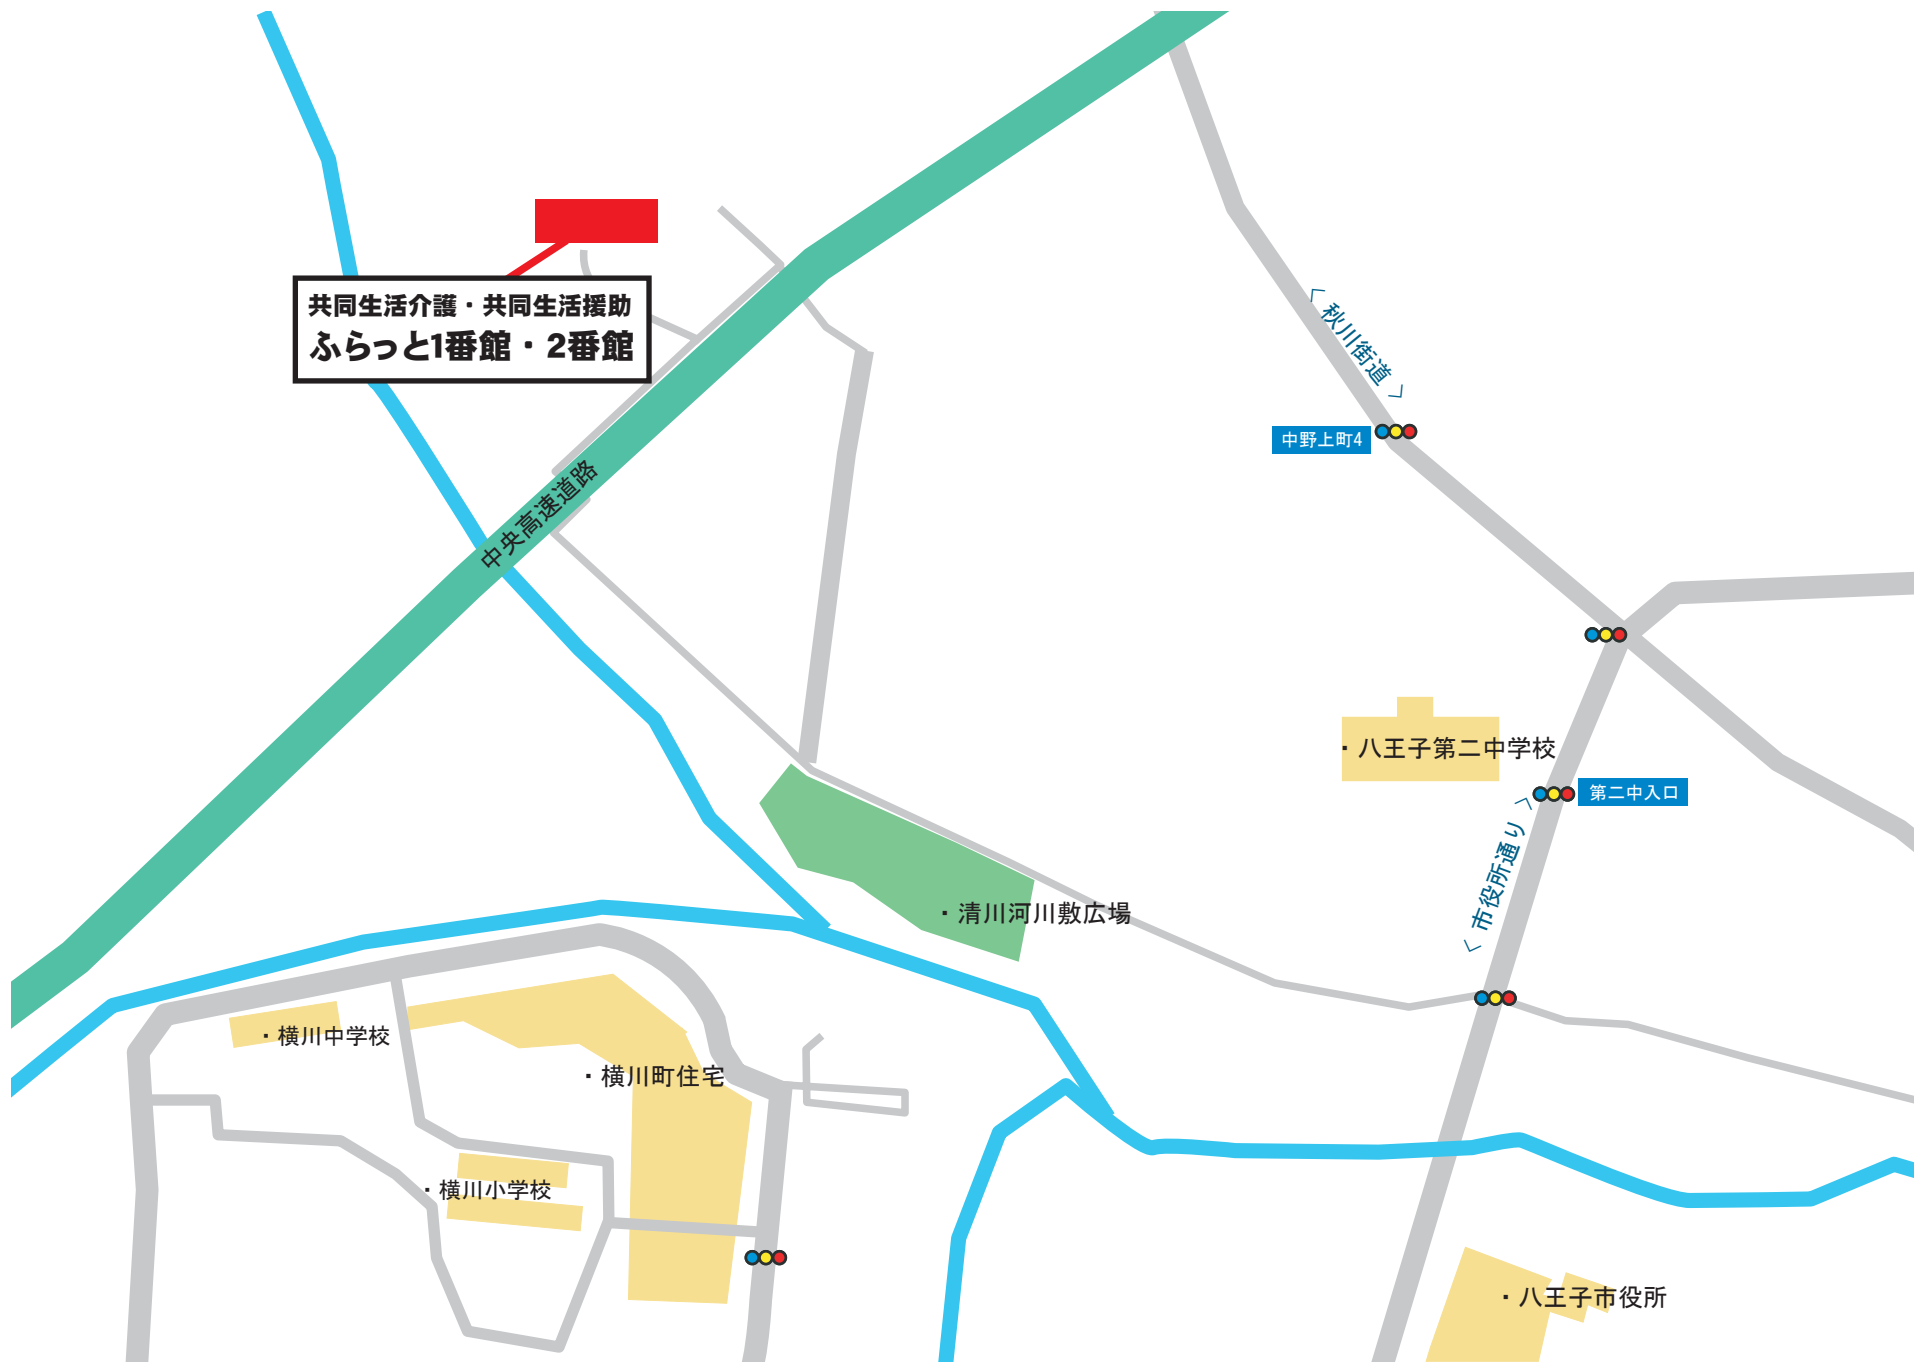 共同生活介護・共同生活援助
ふらっと1番館・2番館
＜ 秋川街道 ＞
中野上町4
中央高速道路
・八王子第二中学校
第二中入口
＜ 市役所通り ＞
・清川河川敷広場
・横川中学校
・横川町住宅
・横川小学校
・八王子市役所